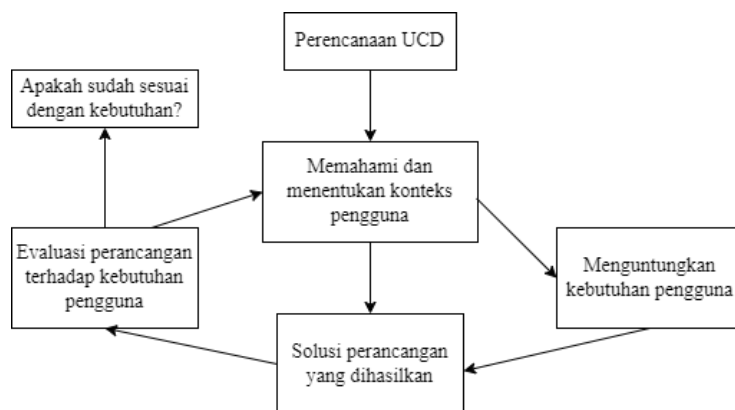 Perencanaan UCD
Apakah sudah sesuai
dengan kebutuhan?
Memahami dan
menentukan konteks
pengguna
Evaluasi perancangan
terhadap kebutuhan
pengguna
Menguntungkan
kebutuhan pengguna
Solusi perancangan
yang dihasilkan